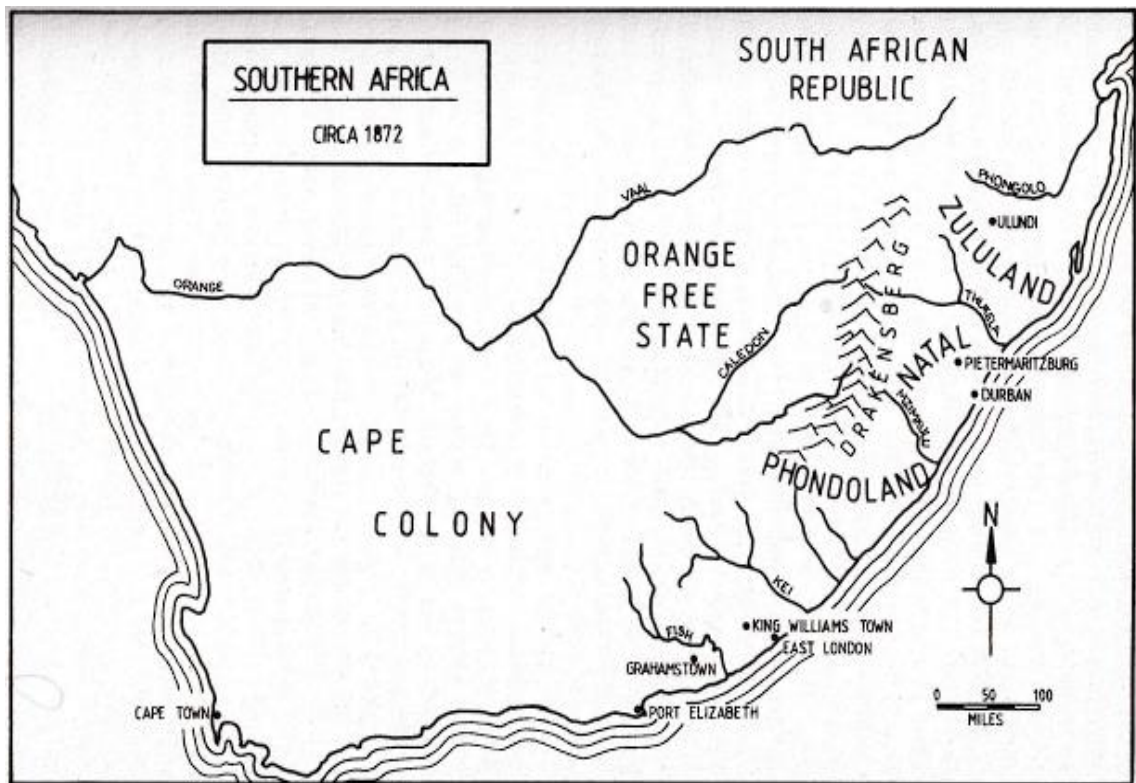 SOUTHERN AFRICA
CIRCA 1872
SOUTH AFRICAN
REPUBLIC
VAAL
PHONGOLO
ULUNDI
ZULULAND
ORANGE
ORANGE
FREE
STATE
DRAKENSBERG
THUKELA
CALEDON
NATAL
PIETERMARITZBURG
DURBAN
MZIMKULU
PHONDOLAND
CAPE
COLONY
N
KEI
KING WILLIAMS TOWN
FISH
EAST LONDON
GRAHAMSTOWN
0 50 100
MILES
CAPE TOWN
PORT ELIZABETH